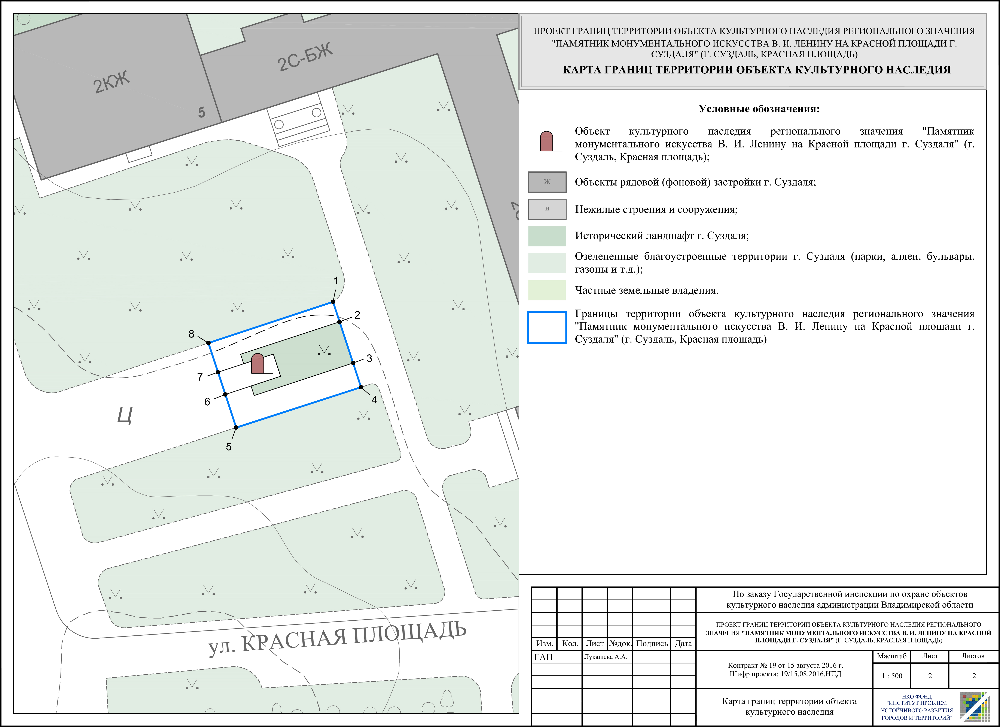 ПРОЕКТ ГРАНИЦ ТЕРРИТОРИИ ОБЪЕКТА КУЛЬТУРНОГО НАСЛЕДИЯ РЕГИОНАЛЬНОГО ЗНАЧЕНИЯ
"ПАМЯТНИК МОНУМЕНТАЛЬНОГО ИСКУССТВА В. И. ЛЕНИНУ НА КРАСНОЙ ПЛОЩАДИ Г.
СУЗДАЛЯ" (Г. СУЗДАЛЬ, КРАСНАЯ ПЛОЩАДЬ)
КАРТА ГРАНИЦ ТЕРРИТОРИИ ОБЪЕКТА КУЛЬТУРНОГО НАСЛЕДИЯ
2КЖ
2С-БЖ
5
1
2
3
4
5
6
7
8
Ц
ул. КРАСНАЯ ПЛОЩАДЬ
Условные обозначения:
Объект культурного наследия регионального значения "Памятник
монументального искусства В. И. Ленину на Красной площади г. Суздаля" (г.
Суздаль, Красная площадь);
Ж
Объекты рядовой (фоновой) застройки г. Суздаля;
н
Нежилые строения и сооружения;
Исторический ландшафт г. Суздаля;
Озелененные благоустроенные территории г. Суздаля (парки, аллеи, бульвары,
газоны и т.д.);
Частные земельные владения.
Границы территории объекта культурного наследия регионального значения
"Памятник монументального искусства В. И. Ленину на Красной площади г.
Суздаля" (г. Суздаль, Красная площадь)
По заказу Государственной инспекции по охране объектов
культурного наследия администрации Владимирской области
ПРОЕКТ ГРАНИЦ ТЕРРИТОРИИ ОБЪЕКТА КУЛЬТУРНОГО НАСЛЕДИЯ РЕГИОНАЛЬНОГО
ЗНАЧЕНИЯ "ПАМЯТНИК МОНУМЕНТАЛЬНОГО ИСКУССТВА В. И. ЛЕНИНУ НА КРАСНОЙ
ПЛОЩАДИ Г. СУЗДАЛЯ" (Г. СУЗДАЛЬ, КРАСНАЯ ПЛОЩАДЬ)
Изм. Кол. Лист №док. Подпись Дата
ГАП Лукашева А.А.
Контракт № 19 от 15 августа 2016 г.
Шифр проекта: 19/15.08.2016.НПД
Масштаб Лист Листов
1 : 500 2 2
Карта границ территории объекта
культурного наследия
НКО ФОНД
"ИНСТИТУТ ПРОБЛЕМ
УСТОЙЧИВОГО РАЗВИТИЯ
ГОРОДОВ И ТЕРРИТОРИЙ"